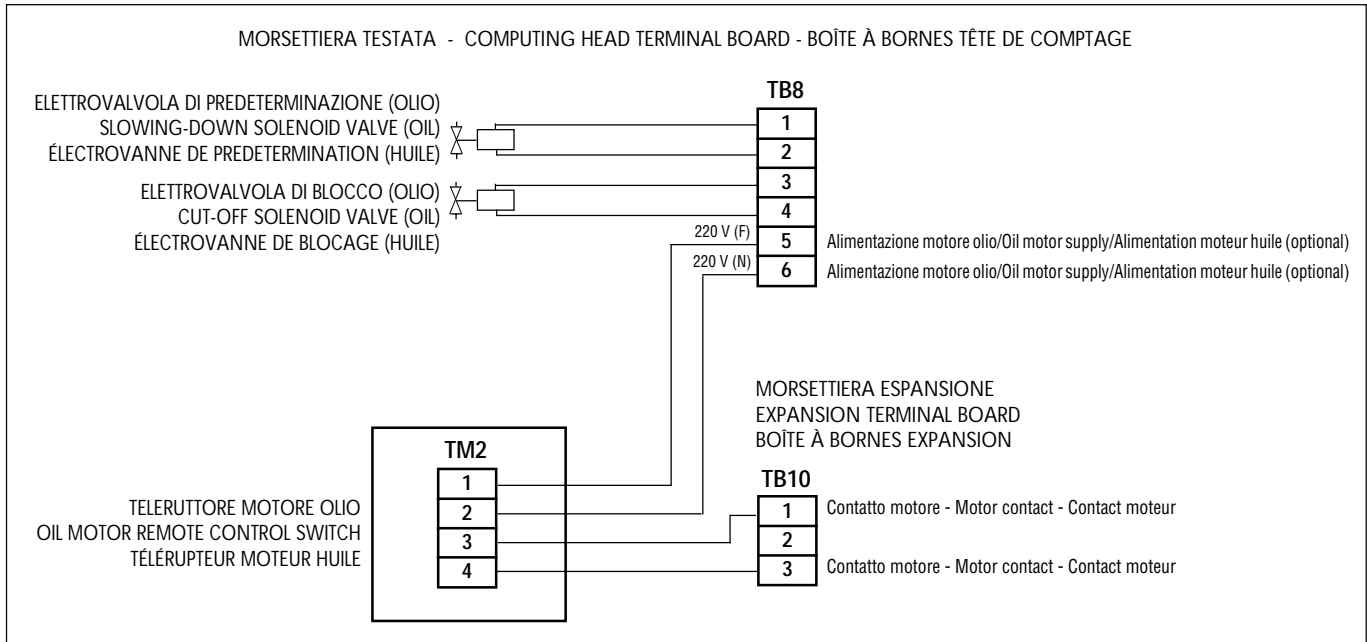 MORSETTIERA TESTATA - COMPUTING HEAD TERMINAL BOARD - BOÎTE À BORNES TÊTE DE COMPTAGE
TB8
ELETTROVALVOLA DI PREDETERMINAZIONE (OLIO)
SLOWING-DOWN SOLENOID VALVE (OIL)
ÉLECTROVANNE DE PREDETERMINATION (HUILE)
1
2
ELETTROVALVOLA DI BLOCCO (OLIO)
CUT-OFF SOLENOID VALVE (OIL)
ÉLECTROVANNE DE BLOCAGE (HUILE)
3
4
220 V (F) 5 Alimentazione motore olio/Oil motor supply/Alimentation moteur huile (optional)
220 V (N) 6 Alimentazione motore olio/Oil motor supply/Alimentation moteur huile (optional)
MORSETTIERA ESPANSIONE
EXPANSION TERMINAL BOARD
BOÎTE À BORNES EXPANSION
TM2
1
2
3
4
TELERUTTORE MOTORE OLIO
OIL MOTOR REMOTE CONTROL SWITCH
TÉLÉRUPTEUR MOTEUR HUILE
TB10
1 Contatto motore - Motor contact - Contact moteur
2
3 Contatto motore - Motor contact - Contact moteur